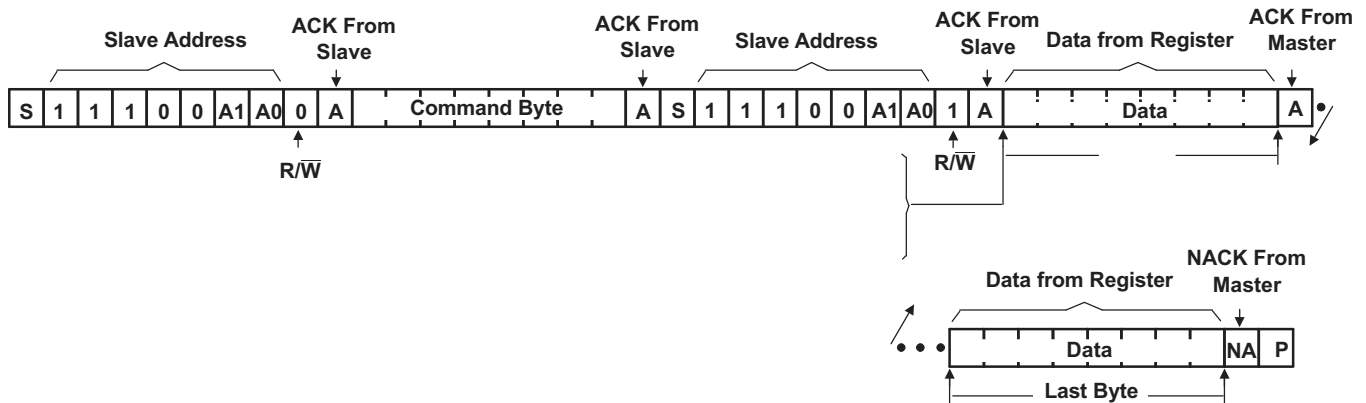 Slave Address
ACK From
Slave
ACK From
Slave
Slave Address
ACK From
Slave
Data from Register
ACK From
Master
S 1 1 1 0 0 A1 A0 0 A Command Byte A S 1 1 1 0 0 A1 A0 1 A Data A
R/W̅
R/W̅
Data from Register
NACK From
Master
Data NA P
Last Byte